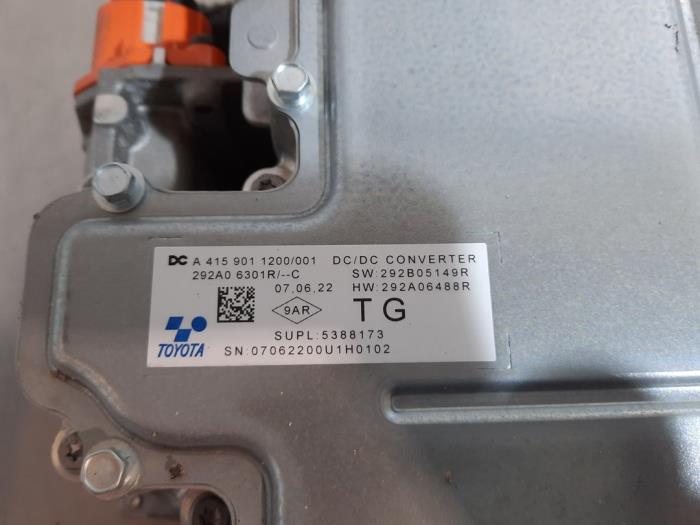 DC A 415 901 1200/001 DC/DC CONVERTER
292A0 6301R/--C SW:292B05149R
07,06,22 HW:292A06488R
9AR TG
SUPL:5388173
TOYOTA SN:07062200U1H0102